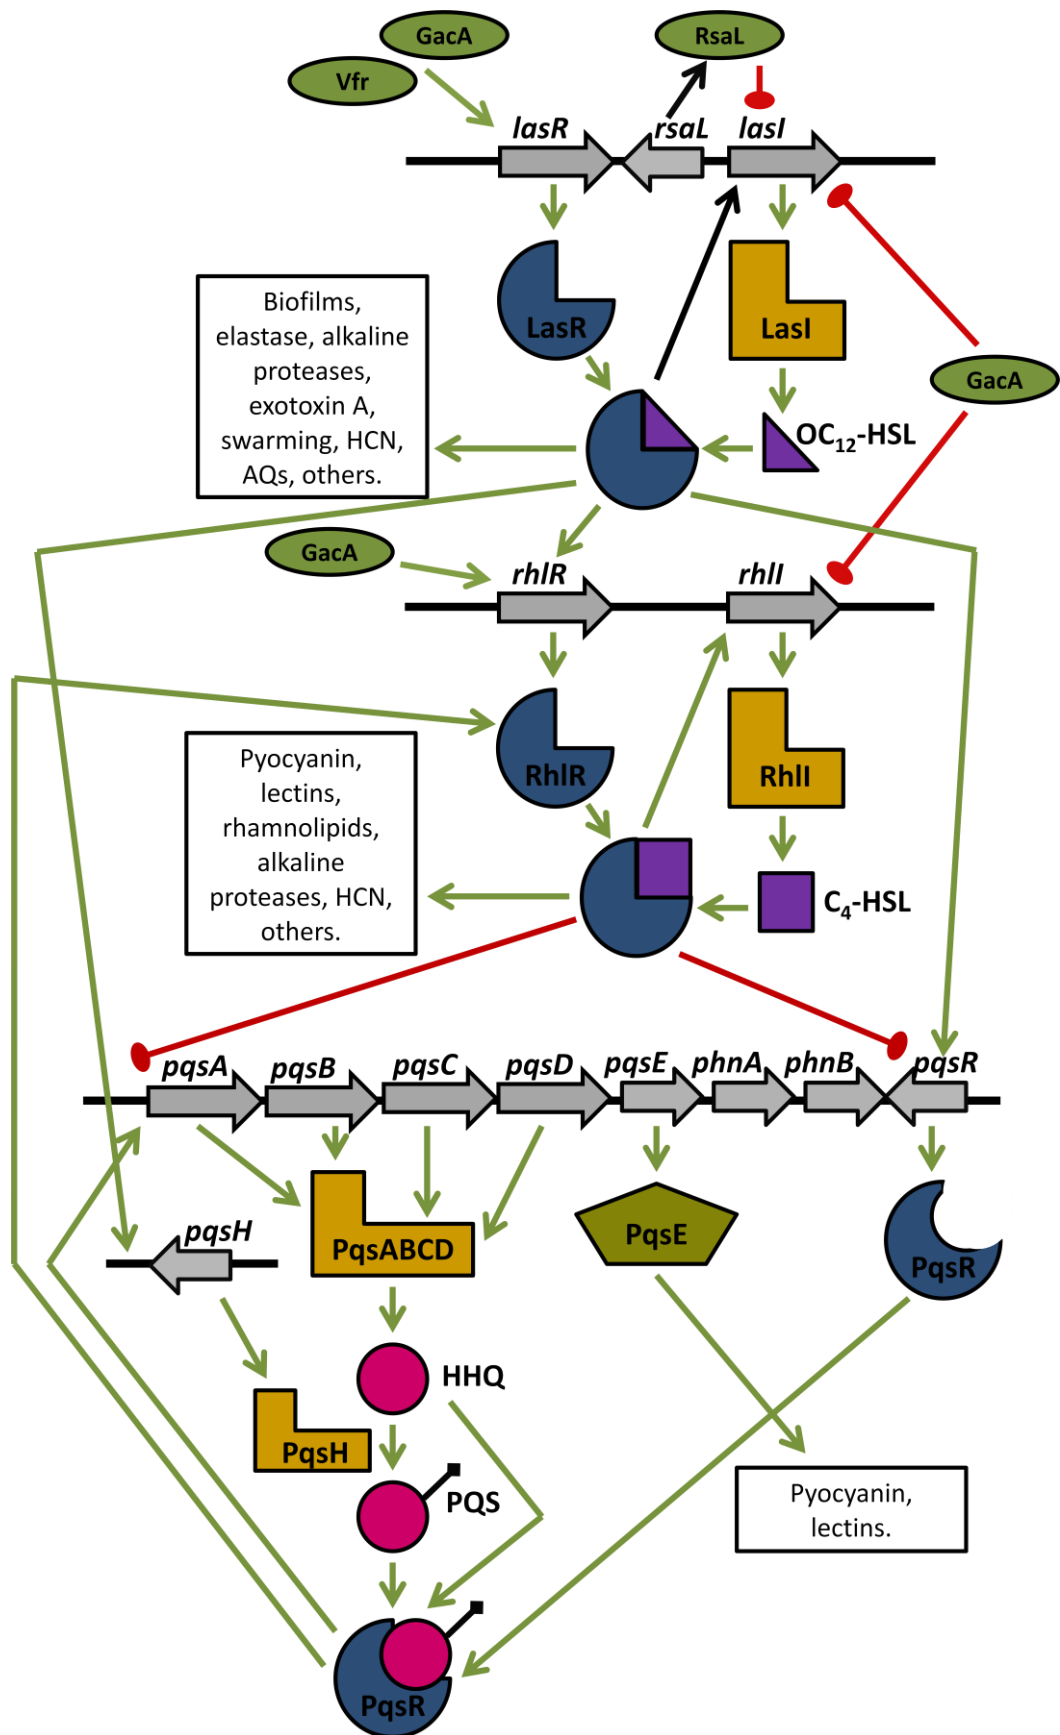 GacA
RsaL
Vfr
lasR
rsaL
lasI
Biofilms,
elastase, alkaline
proteases,
exotoxin A,
swarming, HCN,
AQs, others.
LasR
LasI
GacA
OC12-HSL
GacA
rhlR
rhlI
Pyocyanin,
lectins,
rhamnolipids,
alkaline
proteases, HCN,
others.
RhlR
RhlI
C4-HSL
pqsA
pqsB
pqsC
pqsD
pqsE
phnA
phnB
pqsR
pqsH
PqsABCD
PqsE
PqsR
HHQ
PqsH
PQS
Pyocyanin,
lectins.
PqsR